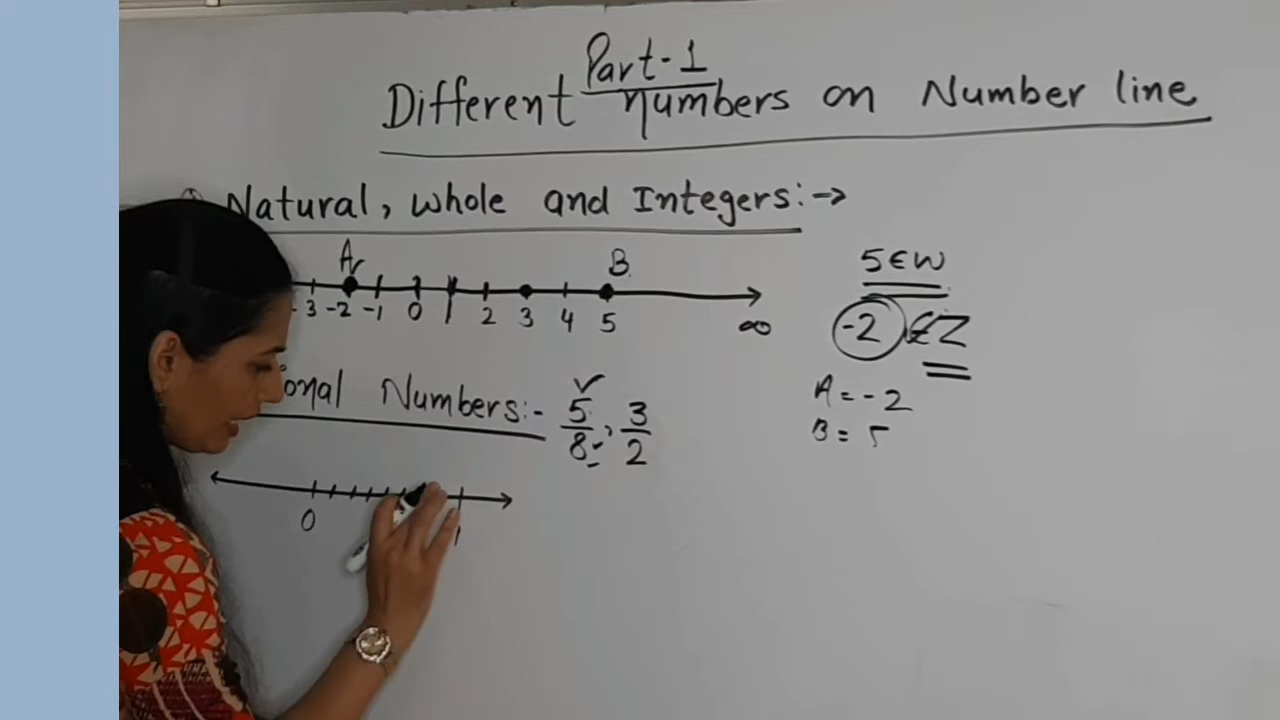 Part-1
Different numbers on Number line
Natural, whole and Integers:→
A B
-3 -2 -1 0 1 2 3 4 5 ∞
5 ∈ W
-2 ∈ Z
A = -2
B = 5
Numbers:- 5/8, 3/2
0 1